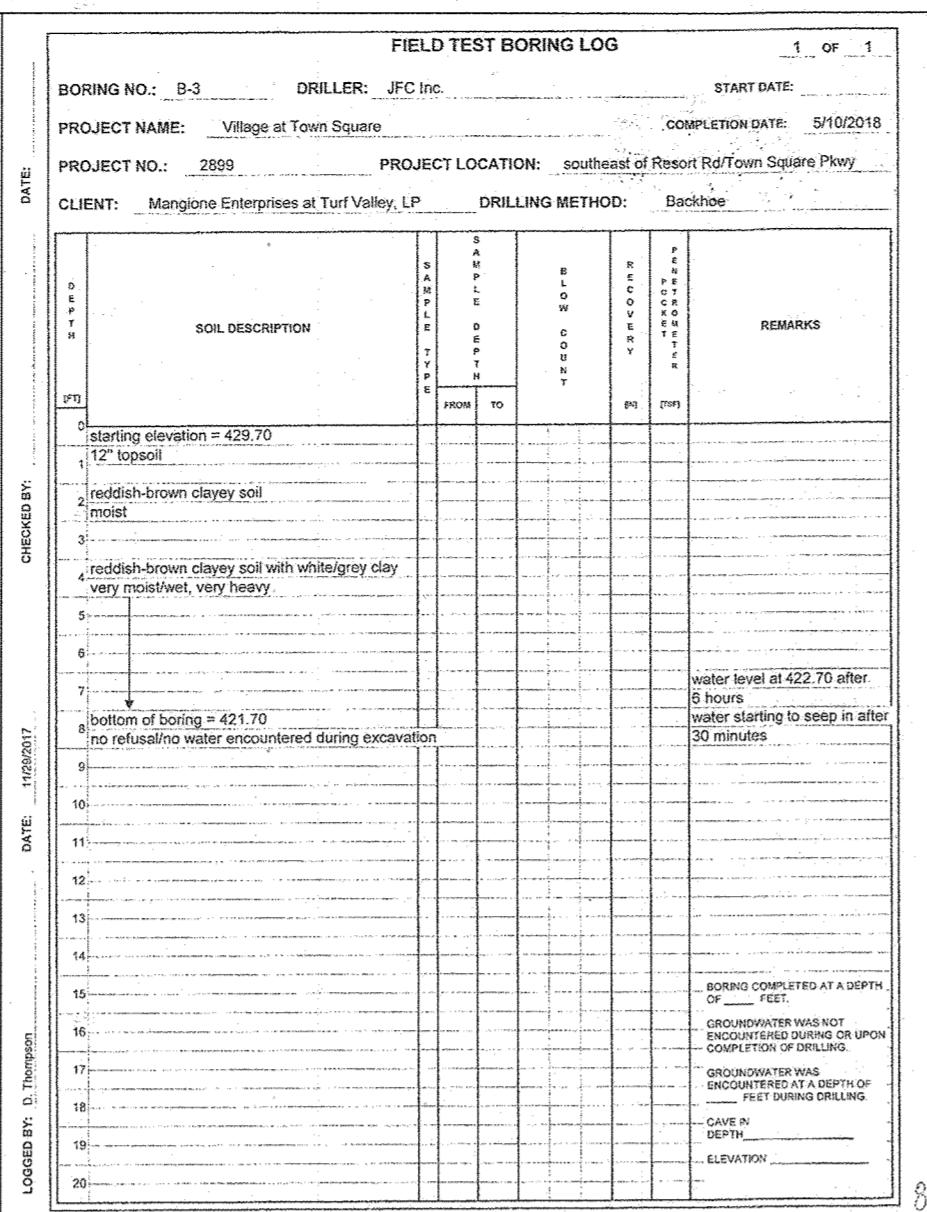 FIELD TEST BORING LOG
1 OF 1
BORING NO.: B-3 DRILLER: JFC Inc. START DATE:
PROJECT NAME: Village at Town Square COMPLETION DATE: 5/10/2018
PROJECT NO.: 2899 PROJECT LOCATION: southeast of Resort Rd/Town Square Pkwy
CLIENT: Mangione Enterprises at Turf Valley, LP DRILLING METHOD: Backhoe
DEPTH [FT]
SOIL DESCRIPTION
SAMPLE TYPE
SAMPLE DEPTH
FROM TO
BLOW COUNT
RECOVERY [IN]
POCKET PENETROMETER [TSF]
REMARKS
0
starting elevation = 429.70
12" topsoil
1
reddish-brown clayey soil
2
moist
3
reddish-brown clayey soil with white/grey clay
4
very moist/wet, very heavy
5
6
water level at 422.70 after
7
6 hours
bottom of boring = 421.70 water starting to seep in after
8
no refusal/no water encountered during excavation 30 minutes
9
10
11
12
13
14
15
BORING COMPLETED AT A DEPTH
OF ____ FEET.
16
GROUNDWATER WAS NOT
ENCOUNTERED DURING OR UPON
COMPLETION OF DRILLING.
17
GROUNDWATER WAS
ENCOUNTERED AT A DEPTH OF
____ FEET DURING DRILLING.
18
CAVE IN
DEPTH
19
ELEVATION
20
LOGGED BY: D. Thompson DATE: 11/29/2017 CHECKED BY: DATE:
8